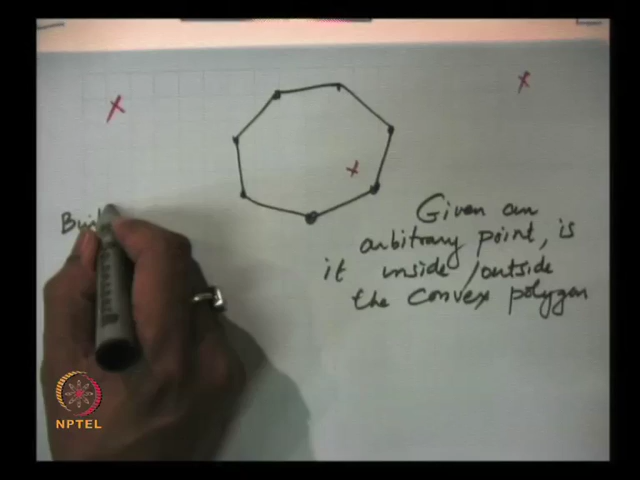 Given an
arbitrary point, is
it inside/outside
the convex polygon
NPTEL